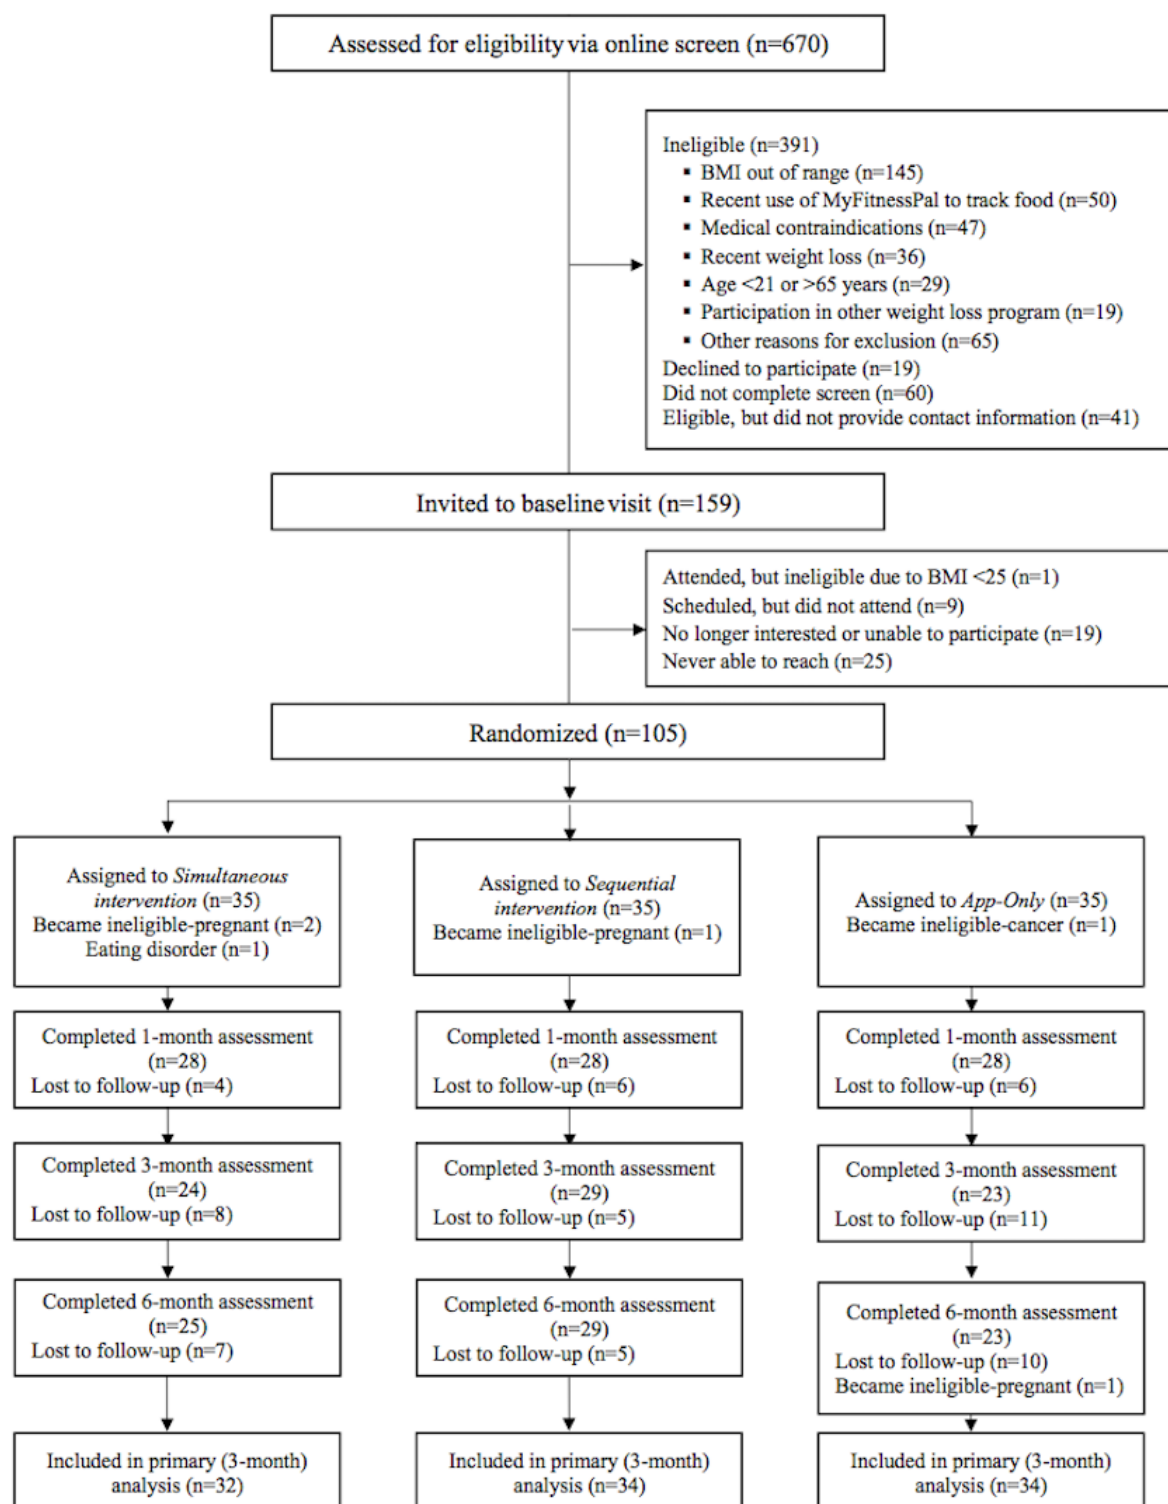 Assessed for eligibility via online screen (n=670)
Ineligible (n=391)
▪ BMI out of range (n=145)
▪ Recent use of MyFitnessPal to track food (n=50)
▪ Medical contraindications (n=47)
▪ Recent weight loss (n=36)
▪ Age <21 or >65 years (n=29)
▪ Participation in other weight loss program (n=19)
▪ Other reasons for exclusion (n=65)
Declined to participate (n=19)
Did not complete screen (n=60)
Eligible, but did not provide contact information (n=41)
Invited to baseline visit (n=159)
Attended, but ineligible due to BMI <25 (n=1)
Scheduled, but did not attend (n=9)
No longer interested or unable to participate (n=19)
Never able to reach (n=25)
Randomized (n=105)
Assigned to Simultaneous
intervention (n=35)
Became ineligible-pregnant (n=2)
Eating disorder (n=1)
Assigned to Sequential
intervention (n=35)
Became ineligible-pregnant (n=1)
Assigned to App-Only (n=35)
Became ineligible-cancer (n=1)
Completed 1-month assessment
(n=28)
Lost to follow-up (n=4)
Completed 1-month assessment
(n=28)
Lost to follow-up (n=6)
Completed 1-month assessment
(n=28)
Lost to follow-up (n=6)
Completed 3-month assessment
(n=24)
Lost to follow-up (n=8)
Completed 3-month assessment
(n=29)
Lost to follow-up (n=5)
Completed 3-month assessment
(n=23)
Lost to follow-up (n=11)
Completed 6-month assessment
(n=25)
Lost to follow-up (n=7)
Completed 6-month assessment
(n=29)
Lost to follow-up (n=5)
Completed 6-month assessment
(n=23)
Lost to follow-up (n=10)
Became ineligible-pregnant (n=1)
Included in primary (3-month)
analysis (n=32)
Included in primary (3-month)
analysis (n=34)
Included in primary (3-month)
analysis (n=34)